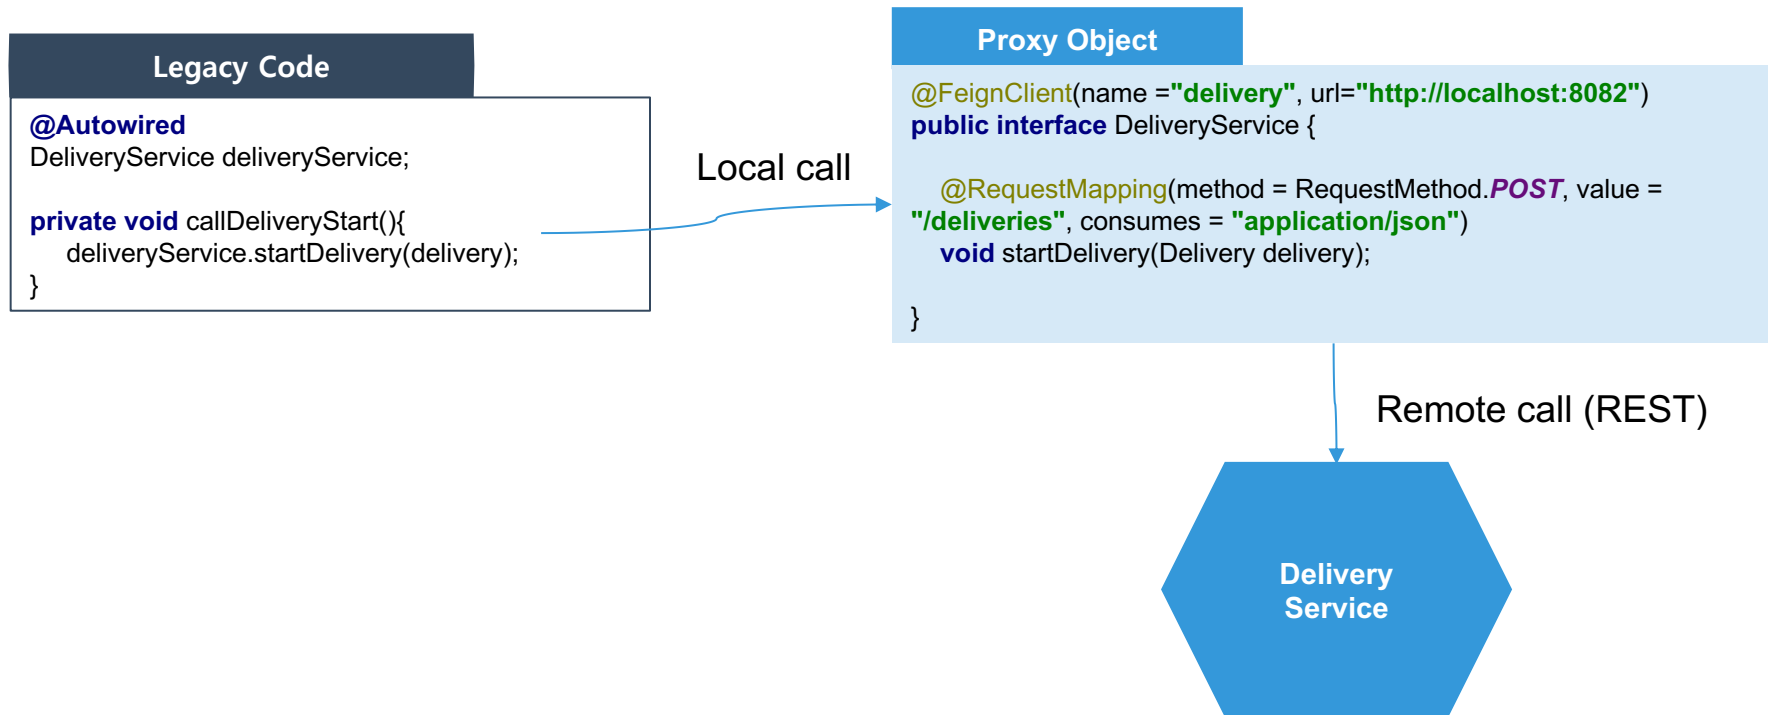 Legacy Code
@Autowired
DeliveryService deliveryService;
private void callDeliveryStart(){
deliveryService.startDelivery(delivery);
}
Local call
Proxy Object
@FeignClient(name ="delivery", url="http://localhost:8082")
public interface DeliveryService {
@RequestMapping(method = RequestMethod.POST, value =
"/deliveries", consumes = "application/json")
void startDelivery(Delivery delivery);
}
Remote call (REST)
Delivery
Service